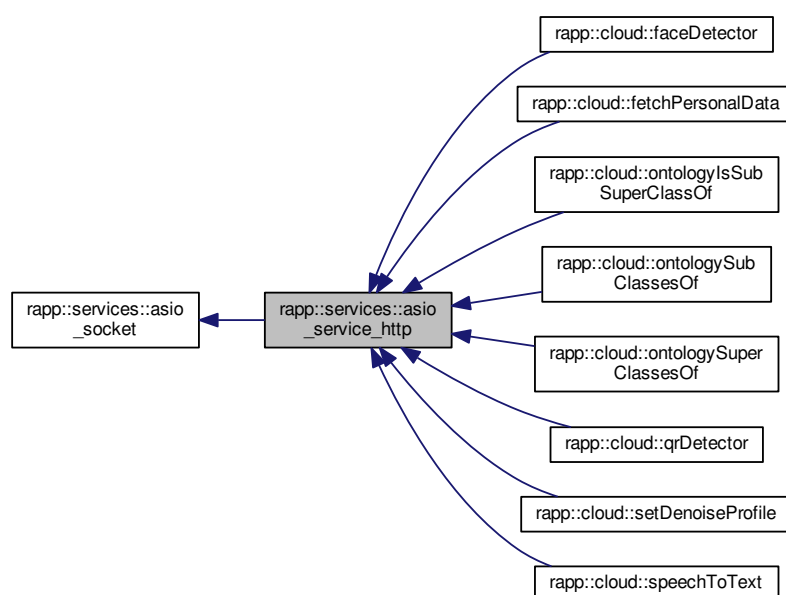 rapp::cloud::faceDetector
rapp::cloud::fetchPersonalData
rapp::cloud::ontologyIsSub
SuperClassOf
rapp::cloud::ontologySub
ClassesOf
rapp::services::asio
_socket
rapp::services::asio
_service_http
rapp::cloud::ontologySuper
ClassesOf
rapp::cloud::qrDetector
rapp::cloud::setDenoiseProfile
rapp::cloud::speechToText